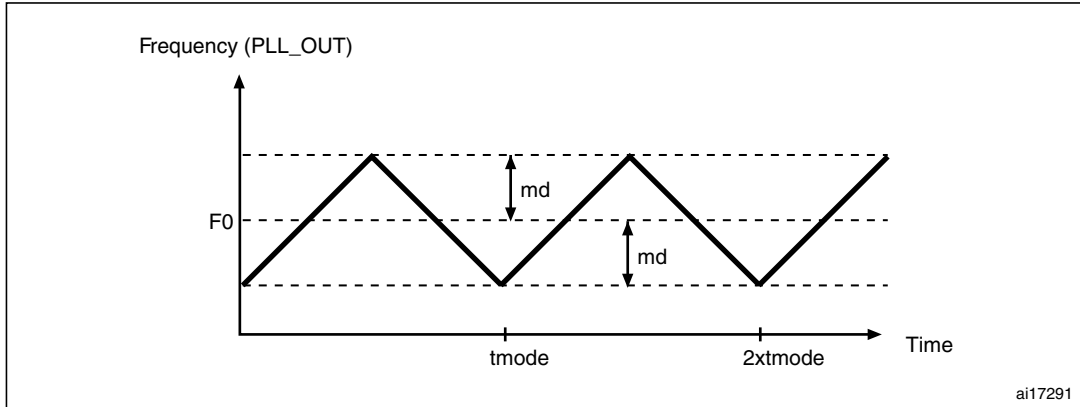 Frequency (PLL_OUT)
md
F0
md
tmode
2xtmode
Time
ai17291